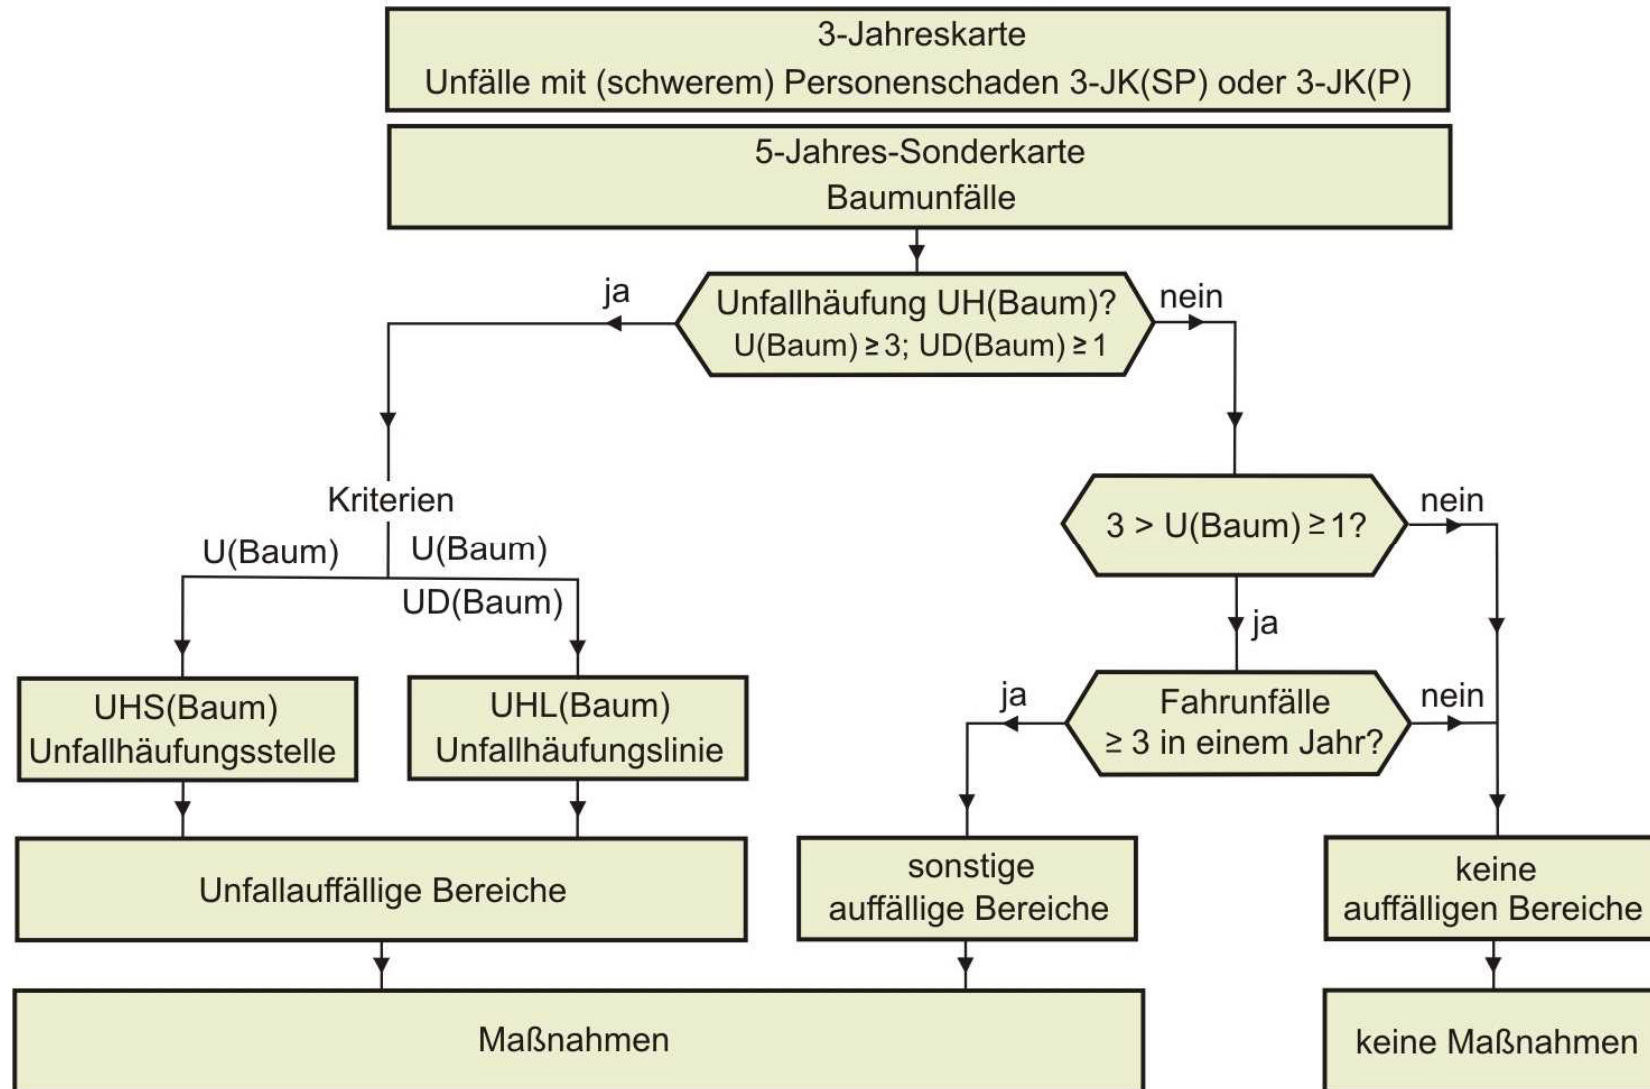 3-Jahreskarte
Unfälle mit (schwerem) Personenschaden 3-JK(SP) oder 3-JK(P)
5-Jahres-Sonderkarte
Baumunfälle
ja
Unfallhäufung UH(Baum)?
U(Baum) ≥ 3; UD(Baum) ≥ 1
nein
Kriterien
U(Baum)
U(Baum)
UD(Baum)
3 > U(Baum) ≥ 1?
nein
ja
UHS(Baum)
Unfallhäufungsstelle
UHL(Baum)
Unfallhäufungslinie
ja
Fahrunfälle
≥ 3 in einem Jahr?
nein
Unfallauffällige Bereiche
sonstige
auffällige Bereiche
keine
auffälligen Bereiche
Maßnahmen
keine Maßnahmen